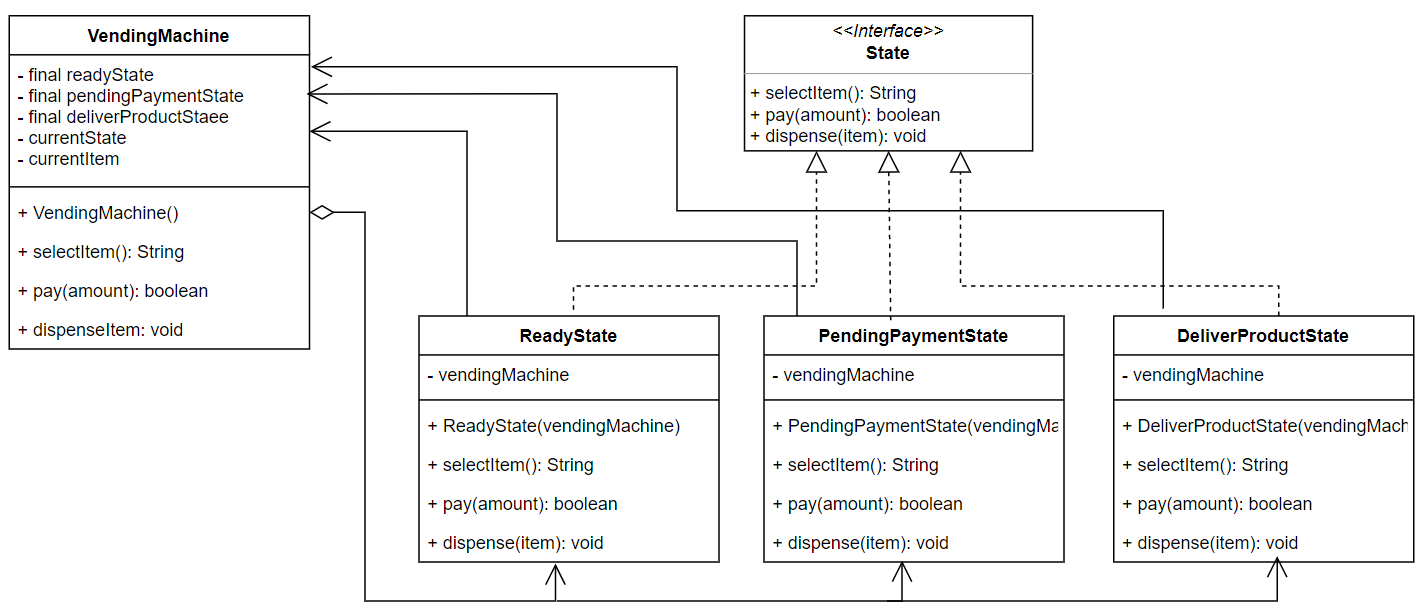 VendingMachine
- final readyState
- final pendingPaymentState
- final deliverProductStaee
- currentState
- currentItem
+ VendingMachine()
+ selectItem(): String
+ pay(amount): boolean
+ dispenseItem: void
<<Interface>>
State
+ selectItem(): String
+ pay(amount): boolean
+ dispense(item): void
ReadyState
- vendingMachine
+ ReadyState(vendingMachine)
+ selectItem(): String
+ pay(amount): boolean
+ dispense(item): void
PendingPaymentState
- vendingMachine
+ PendingPaymentState(vendingMa
+ selectItem(): String
+ pay(amount): boolean
+ dispense(item): void
DeliverProductState
- vendingMachine
+ DeliverProductState(vendingMach
+ selectItem(): String
+ pay(amount): boolean
+ dispense(item): void